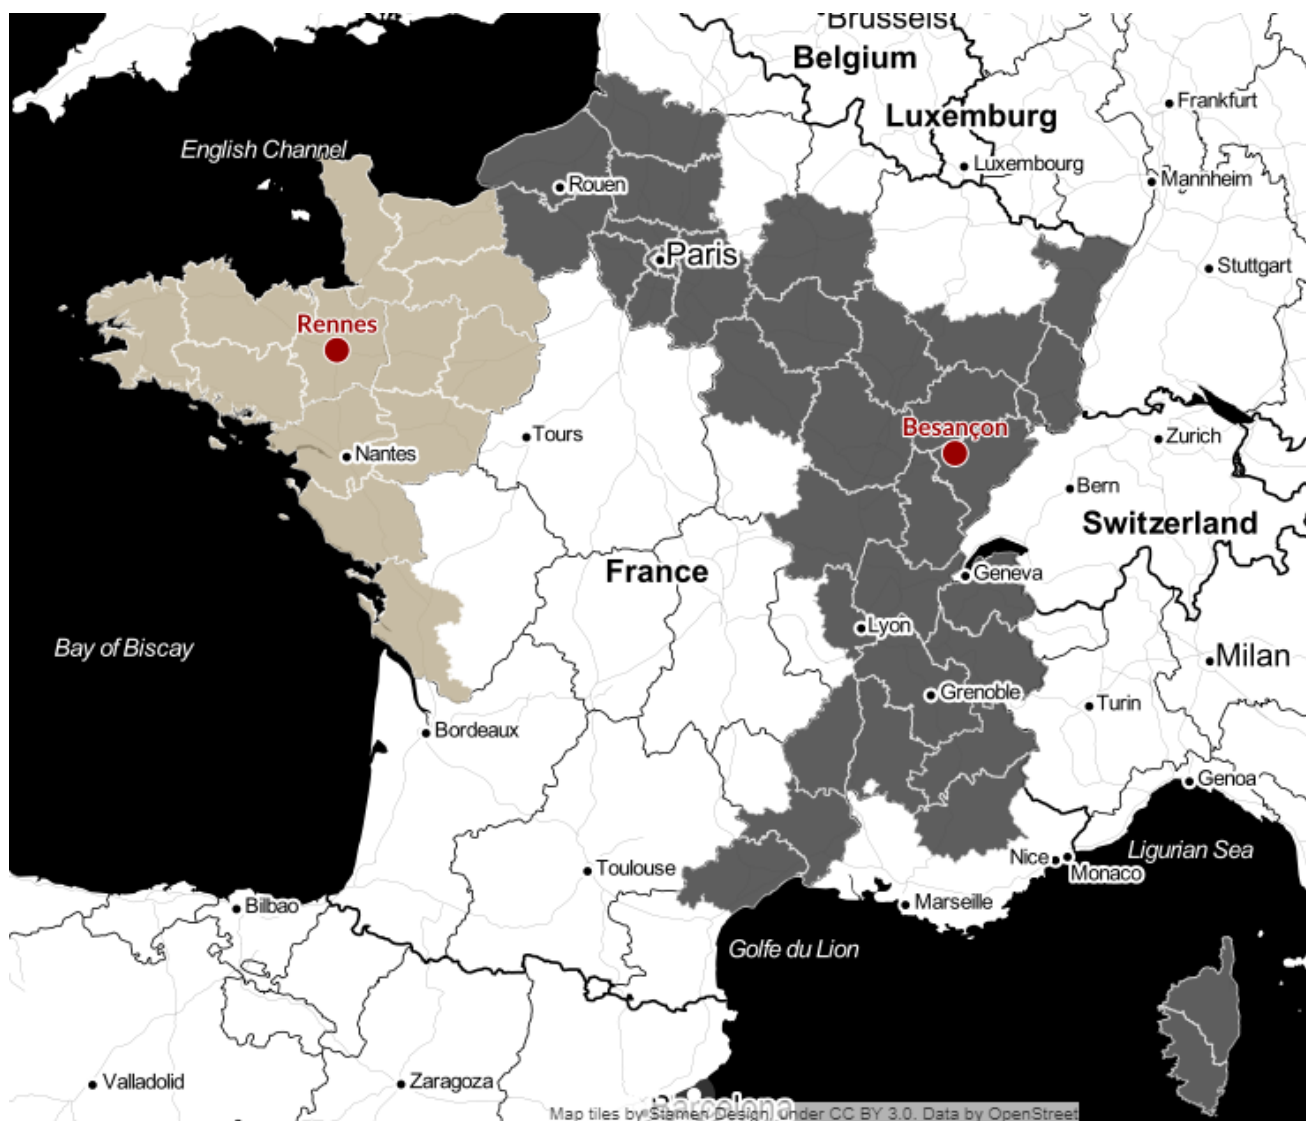 Brussels
Belgium
Frankfurt
Luxemburg
English Channel
Luxembourg
Mannheim
Rouen
Paris
Stuttgart
Rennes
Besançon
Tours
Zurich
Nantes
Bern
Switzerland
France
Geneva
Lyon
Bay of Biscay
Milan
Grenoble
Turin
Bordeaux
Genoa
Ligurian Sea
Nice
Monaco
Toulouse
Marseille
Bilbao
Golfe du Lion
Valladolid
Zaragoza
Barcelona
Map tiles by Stamen Design, under CC BY 3.0. Data by OpenStreet